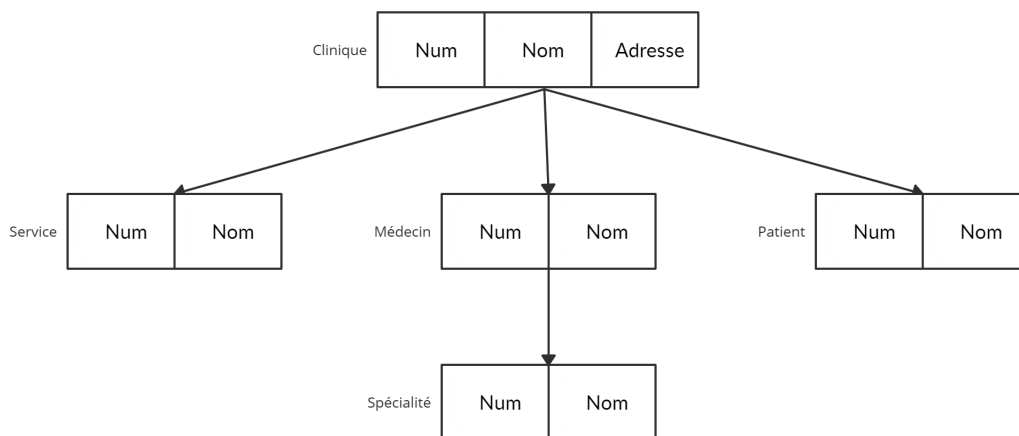 Clinique Num Nom Adresse
Service Num Nom Médecin Num Nom Patient Num Nom
Spécialité Num Nom